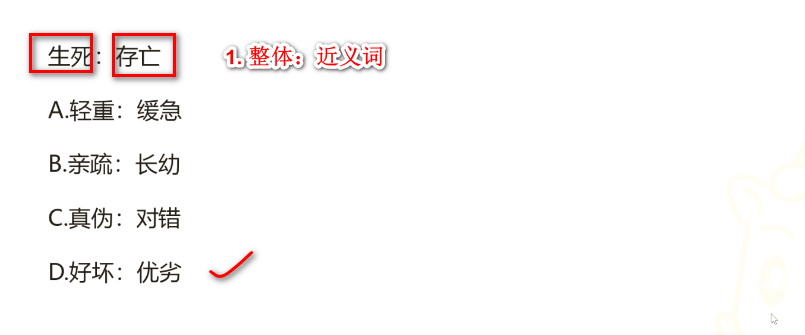 生死：存亡
1. 整体：近义词
A.轻重：缓急
B.亲疏：长幼
C.真伪：对错
D.好坏：优劣